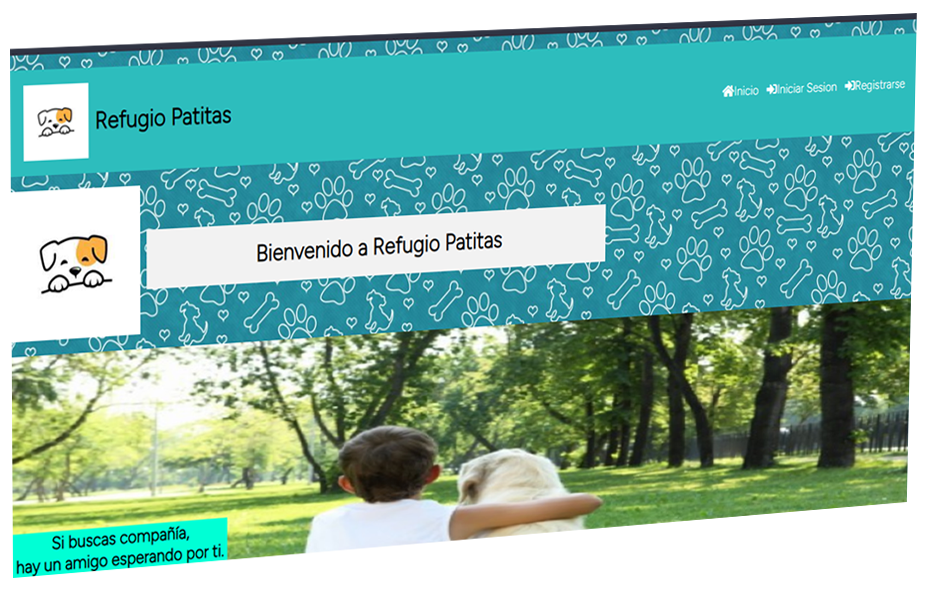 Refugio Patitas
Inicio
Iniciar Sesion
Registrarse
Bienvenido a Refugio Patitas
Si buscas compañía,
hay un amigo esperando por ti.